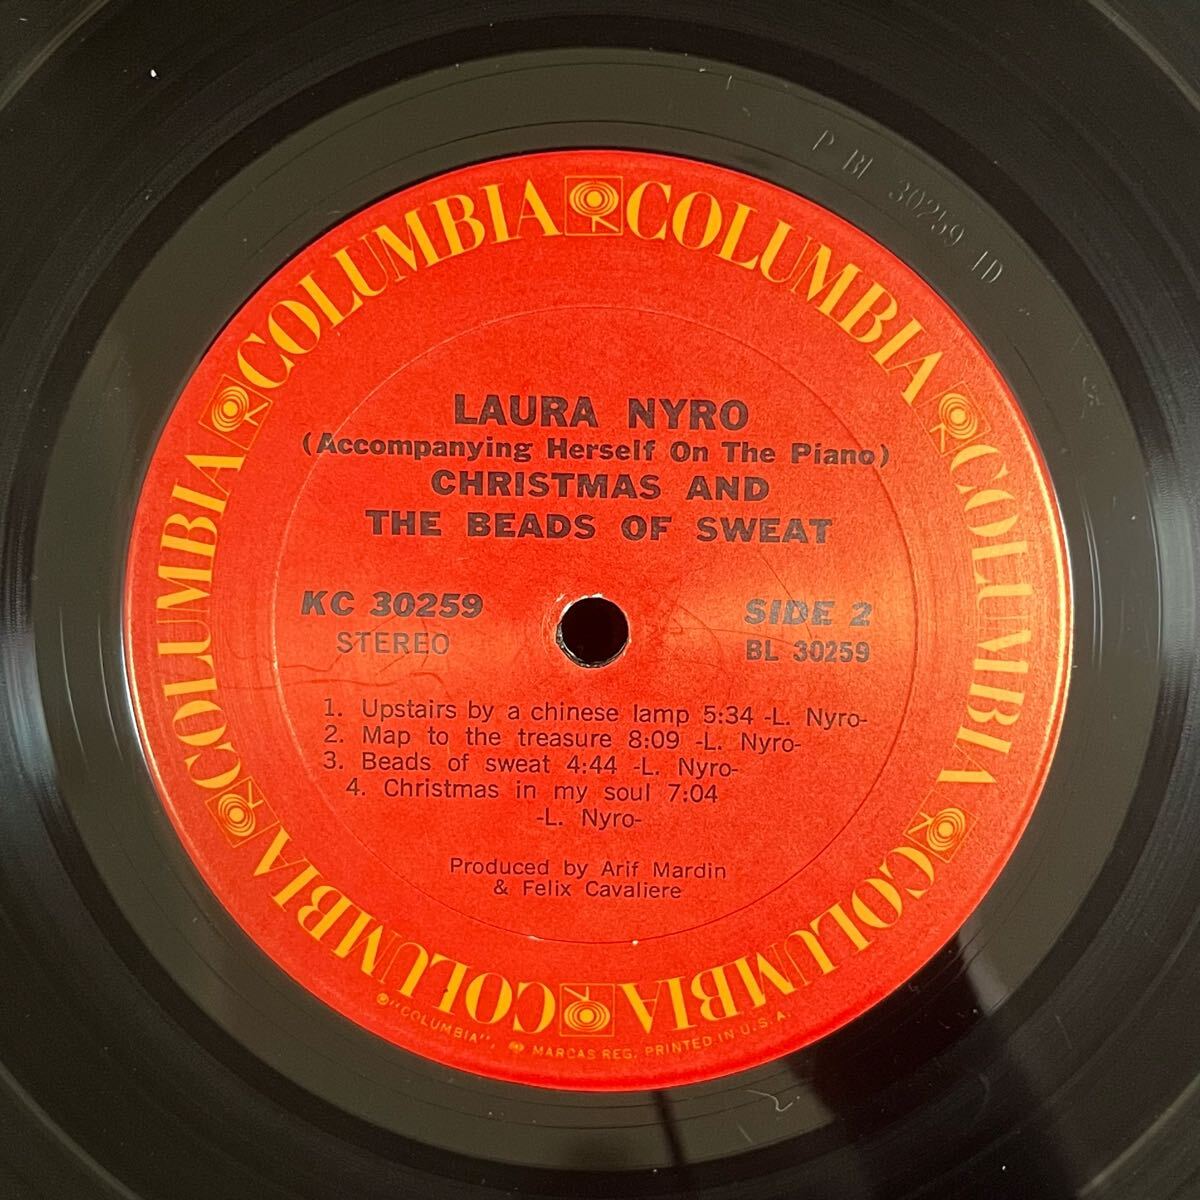 COLUMBIA COLUMBIA COLUMBIA COLUMBIA COLUMBIA COLUMBIA
P BL 30259 1D
LAURA NYRO
(Accompanying Herself On The Piano)
CHRISTMAS AND
THE BEADS OF SWEAT
KC 30259 SIDE 2
STEREO BL 30259
1. Upstairs by a chinese lamp 5:34 -L. Nyro-
2. Map to the treasure 8:09 -L. Nyro-
3. Beads of sweat 4:44 -L. Nyro-
4. Christmas in my soul 7:04
-L. Nyro-
Produced by Arif Mardin
& Felix Cavaliere
®"COLUMBIA", MARCAS REG. PRINTED IN U.S.A.